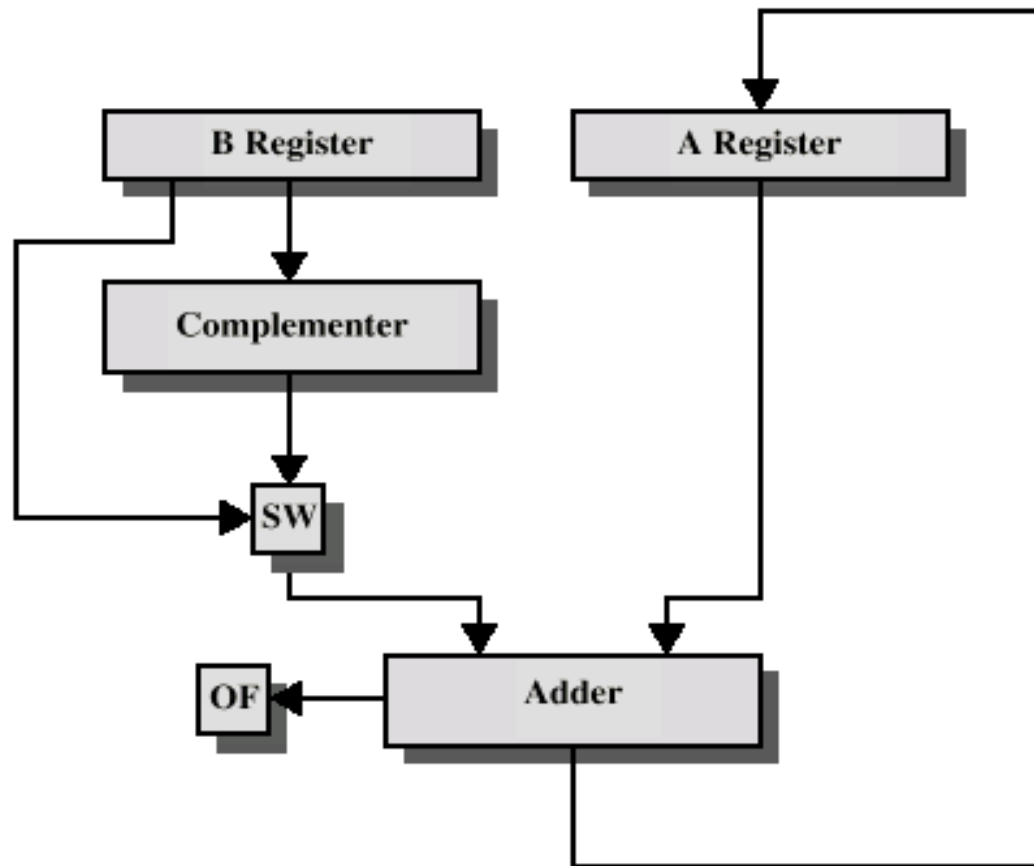 B Register
A Register
Complementer
SW
OF
Adder